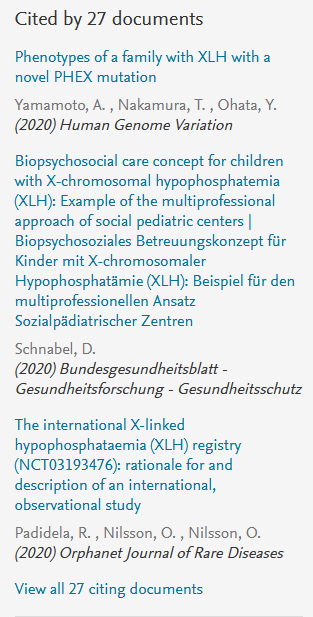 Cited by 27 documents
Phenotypes of a family with XLH with a
novel PHEX mutation
Yamamoto, A. , Nakamura, T. , Ohata, Y.
(2020) Human Genome Variation
Biopsychosocial care concept for children
with X-chromosomal hypophosphatemia
(XLH): Example of the multiprofessional
approach of social pediatric centers |
Biopsychosoziales Betreuungskonzept für
Kinder mit X-chromosomaler
Hypophosphatämie (XLH): Beispiel für den
multiprofessionellen Ansatz
Sozialpädiatrischer Zentren
Schnabel, D.
(2020) Bundesgesundheitsblatt -
Gesundheitsforschung - Gesundheitsschutz
The international X-linked
hypophosphataemia (XLH) registry
(NCT03193476): rationale for and
description of an international,
observational study
Padidela, R. , Nilsson, O. , Nilsson, O.
(2020) Orphanet Journal of Rare Diseases
View all 27 citing documents